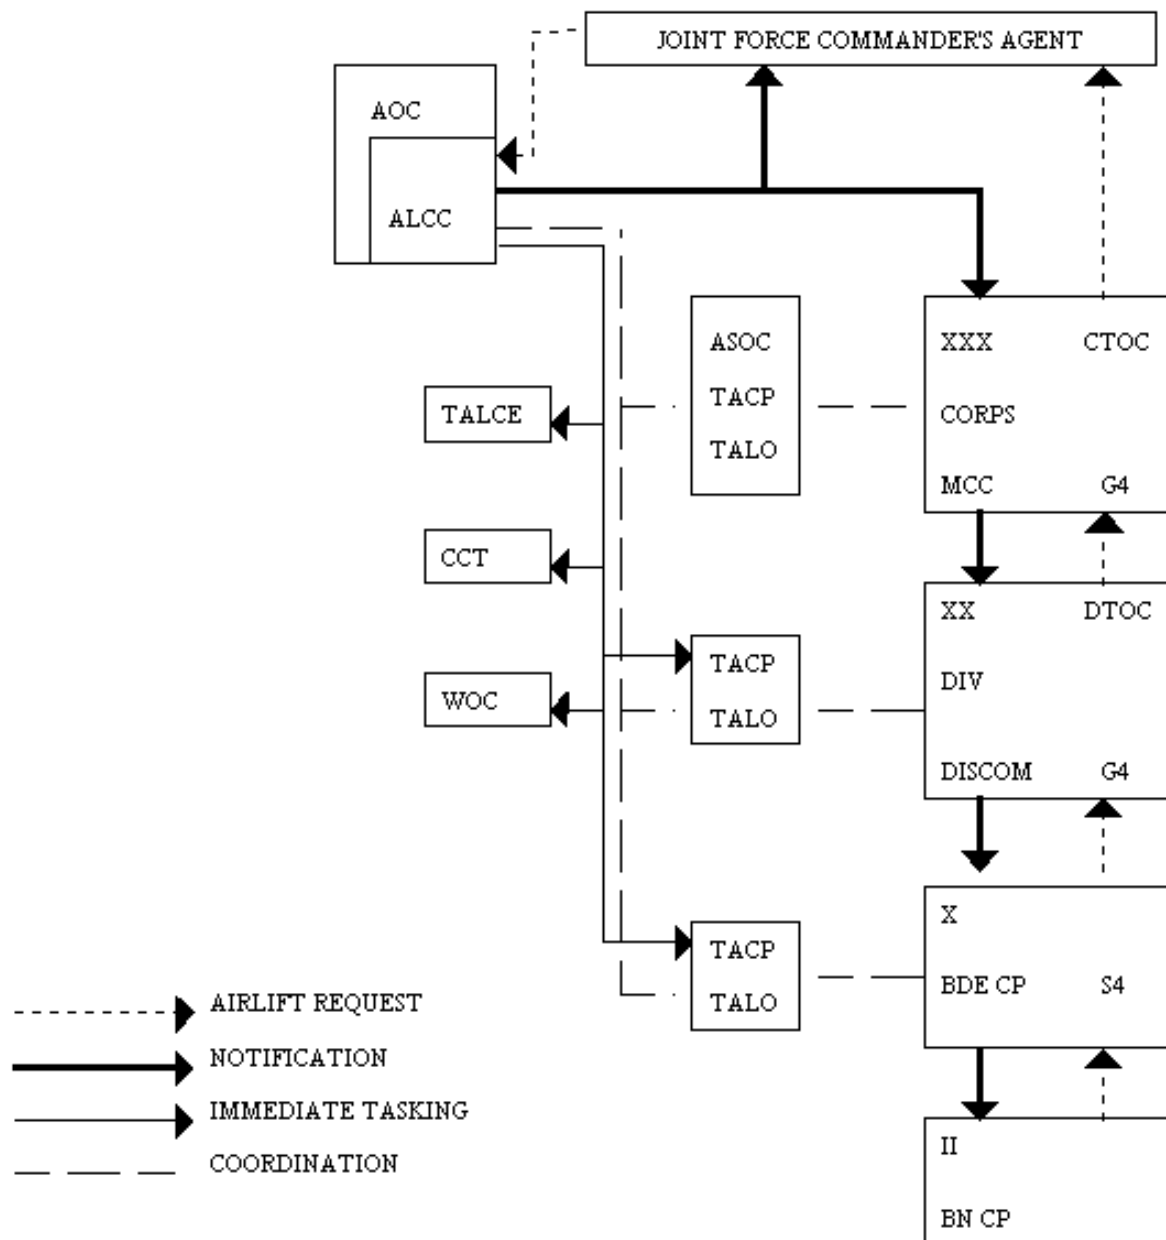 JOINT FORCE COMMANDER'S AGENT
AOC
ALCC
ASOC
TACP
TALO
XXX CTOC
CORPS
MCC G4
TALCE
CCT
WOC
TACP
TALO
XX DTOC
DIV
DISCOM G4
TACP
TALO
X
BDE CP S4
II
BN CP
AIRLIFT REQUEST
NOTIFICATION
IMMEDIATE TASKING
COORDINATION